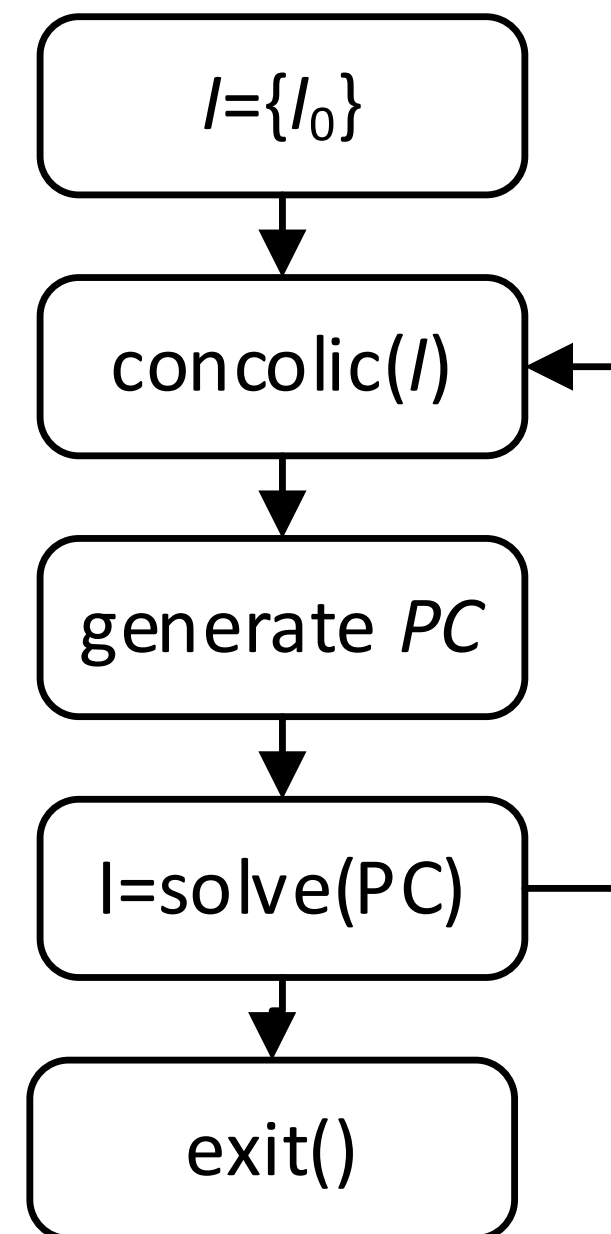 I={I₀}
concolic(I)
generate PC
I=solve(PC)
exit()